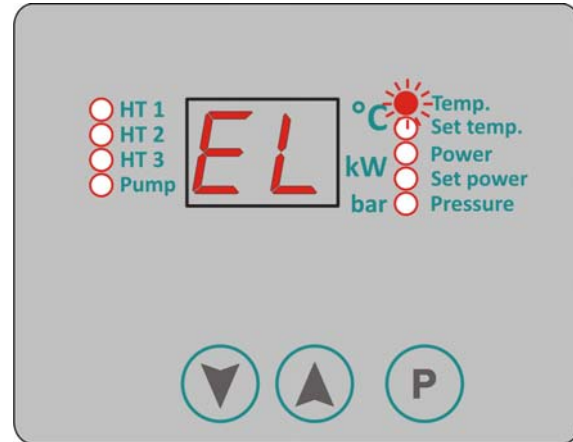 HT 1
HT 2
HT 3
Pump
EL
°C
kW
bar
Temp.
Set temp.
Power
Set power
Pressure
P